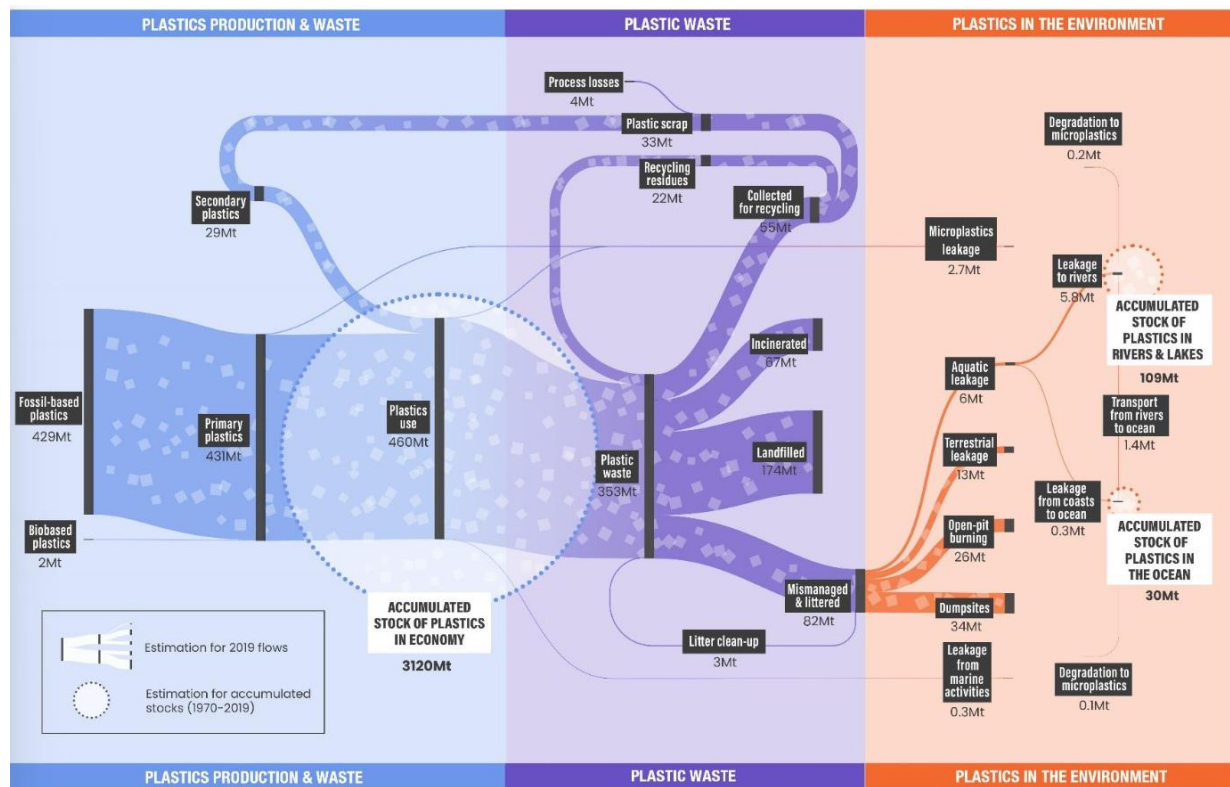 PLASTICS PRODUCTION & WASTE
PLASTIC WASTE
PLASTICS IN THE ENVIRONMENT
Process losses
4Mt
Plastic scrap
33Mt
Recycling
residues
22Mt
Secondary
plastics
29Mt
Collected
for recycling
55Mt
Degradation to
microplastics
0.2Mt
Microplastics
leakage
2.7Mt
Leakage
to rivers
5.8Mt
ACCUMULATED
STOCK OF
PLASTICS IN
RIVERS & LAKES
109Mt
Fossil-based
plastics
429Mt
Primary
plastics
431Mt
Plastics
use
460Mt
Plastic
waste
353Mt
Incinerated
67Mt
Landfilled
174Mt
Aquatic
leakage
6Mt
Transport
from rivers
to ocean
1.4Mt
Terrestrial
leakage
13Mt
Leakage
from coasts
to ocean
0.3Mt
Open-pit
burning
26Mt
ACCUMULATED
STOCK OF
PLASTICS IN
THE OCEAN
30Mt
Biobased
plastics
2Mt
Mismanaged
& littered
82Mt
Dumpsites
34Mt
ACCUMULATED
STOCK OF PLASTICS
IN ECONOMY
3120Mt
Litter clean-up
3Mt
Leakage
from
marine
activities
0.3Mt
Degradation to
microplastics
0.1Mt
Estimation for 2019 flows
Estimation for accumulated
stocks (1970-2019)
PLASTICS PRODUCTION & WASTE
PLASTIC WASTE
PLASTICS IN THE ENVIRONMENT